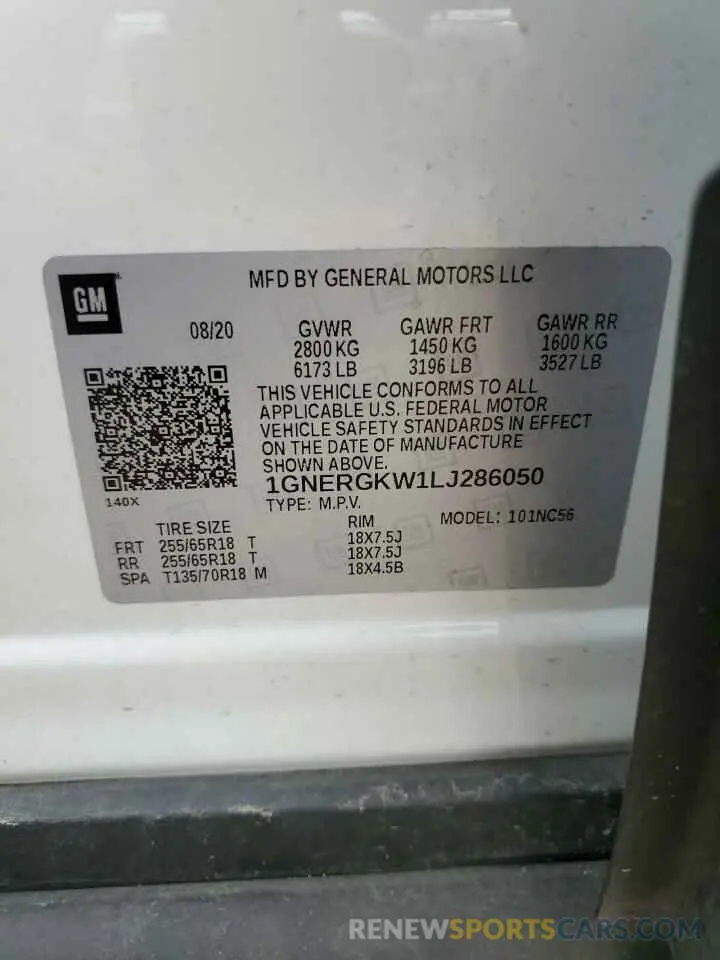 MFD BY GENERAL MOTORS LLC
GM
08/20 GVWR GAWR FRT GAWR RR
2800 KG 1450 KG 1600 KG
6173 LB 3196 LB 3527 LB
THIS VEHICLE CONFORMS TO ALL
APPLICABLE U.S. FEDERAL MOTOR
VEHICLE SAFETY STANDARDS IN EFFECT
ON THE DATE OF MANUFACTURE
SHOWN ABOVE.
1GNERGKW1LJ286050
140X
TYPE: M.P.V.
TIRE SIZE RIM MODEL: 101NC56
FRT 255/65R18 T 18X7.5J
RR 255/65R18 T 18X7.5J
SPA T135/70R18 M 18X4.5B
RENEWSPORTSCARS.COM